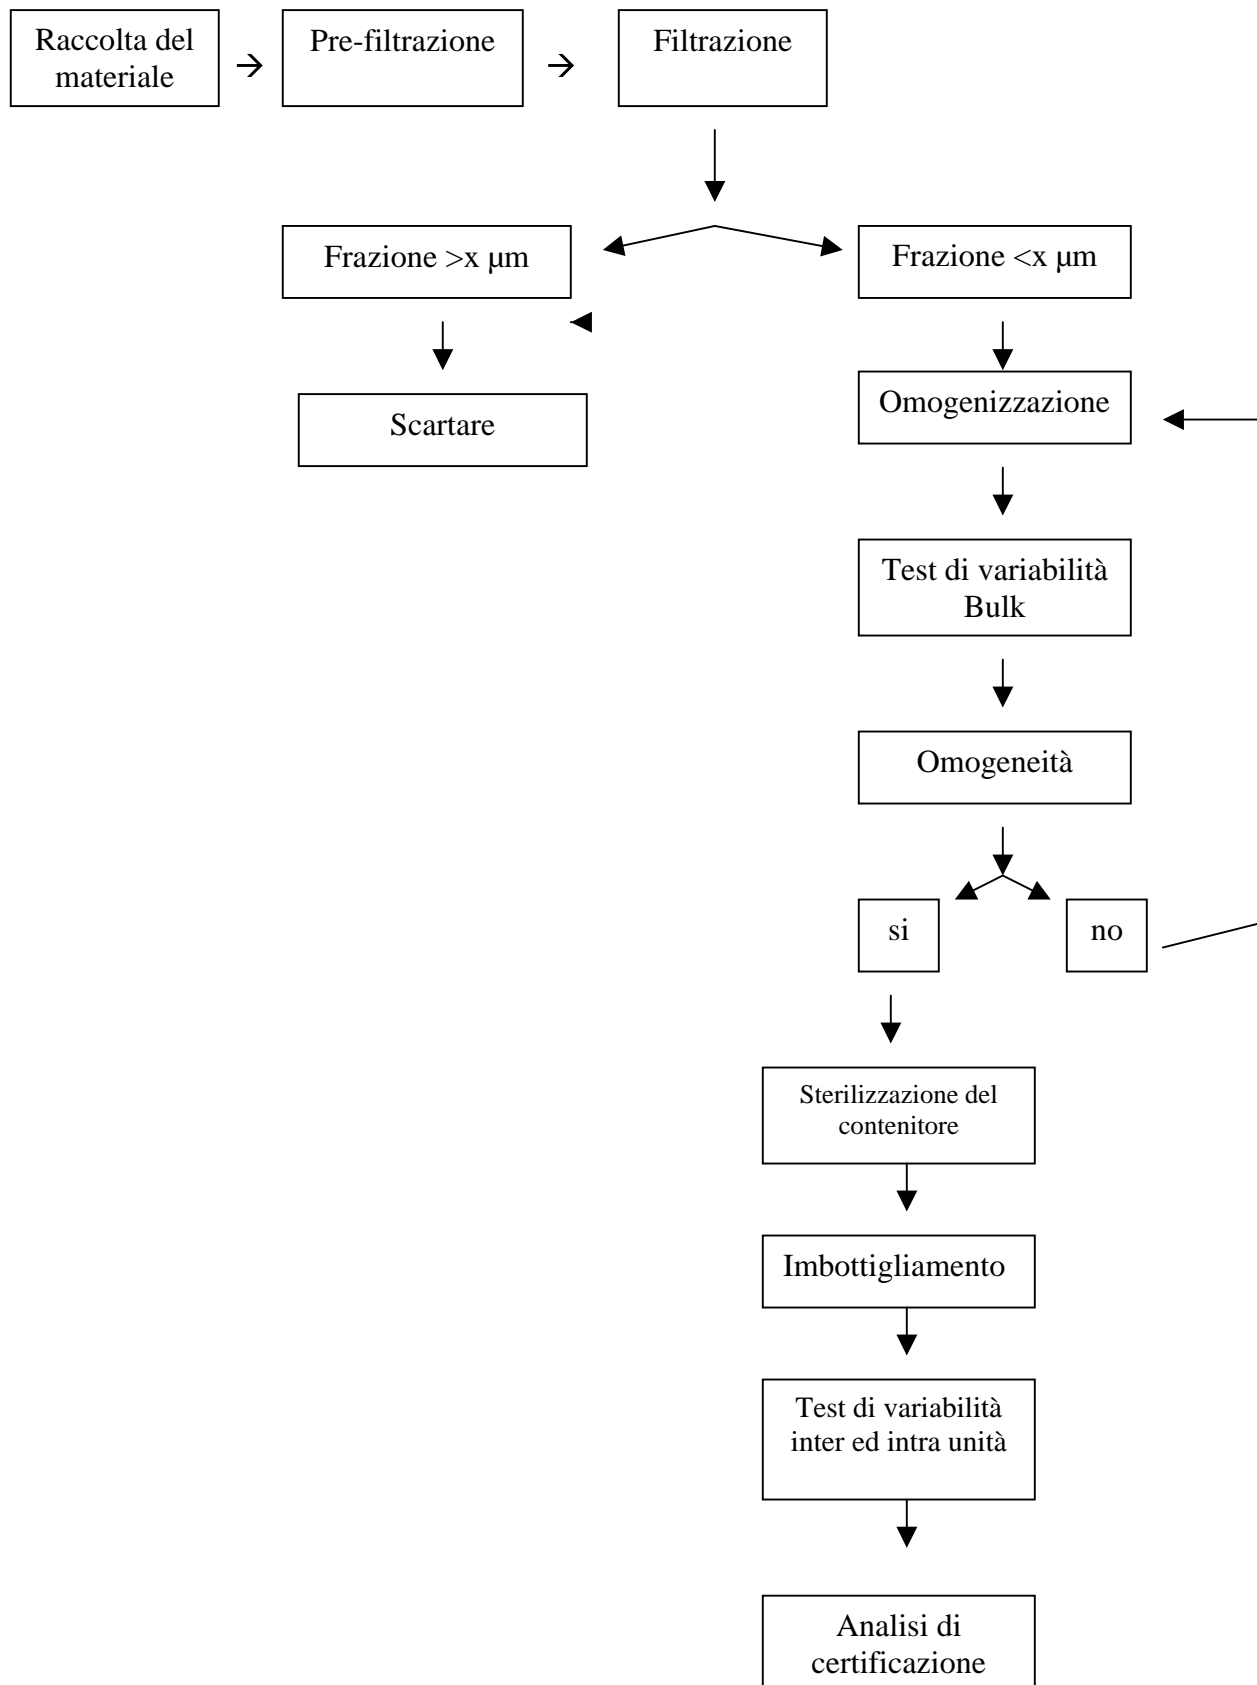 Raccolta del
materiale
Pre-filtrazione
Filtrazione
Frazione >x μm
Frazione <x μm
Scartare
Omogenizzazione
Test di variabilità
Bulk
Omogeneità
si
no
Sterilizzazione del
contenitore
Imbottigliamento
Test di variabilità
inter ed intra unità
Analisi di
certificazione